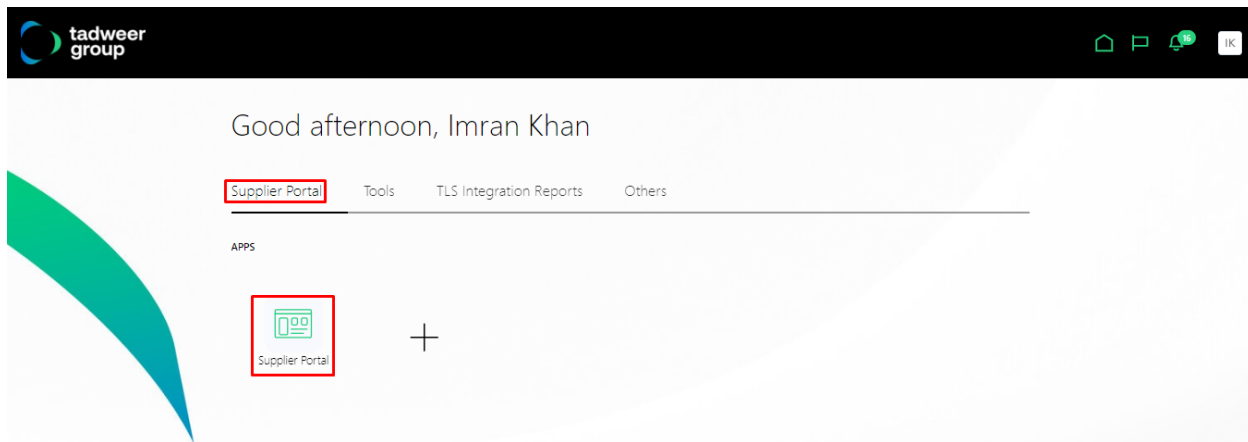 tadweer
group
16
IK
Good afternoon, Imran Khan
Supplier Portal Tools TLS Integration Reports Others
APPS
Supplier Portal